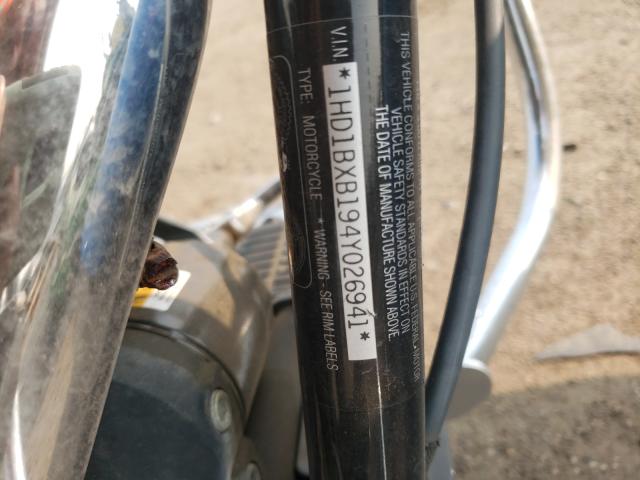 THIS VEHICLE CONFORMS TO ALL APPLICABLE U.S. FEDERAL MOTOR
VEHICLE SAFETY STANDARDS IN EFFECT ON
THE DATE OF MANUFACTURE SHOWN ABOVE.
V.I.N. *1HD1BXB194Y026941*
TYPE: MOTORCYCLE * WARNING - SEE RIM LABELS